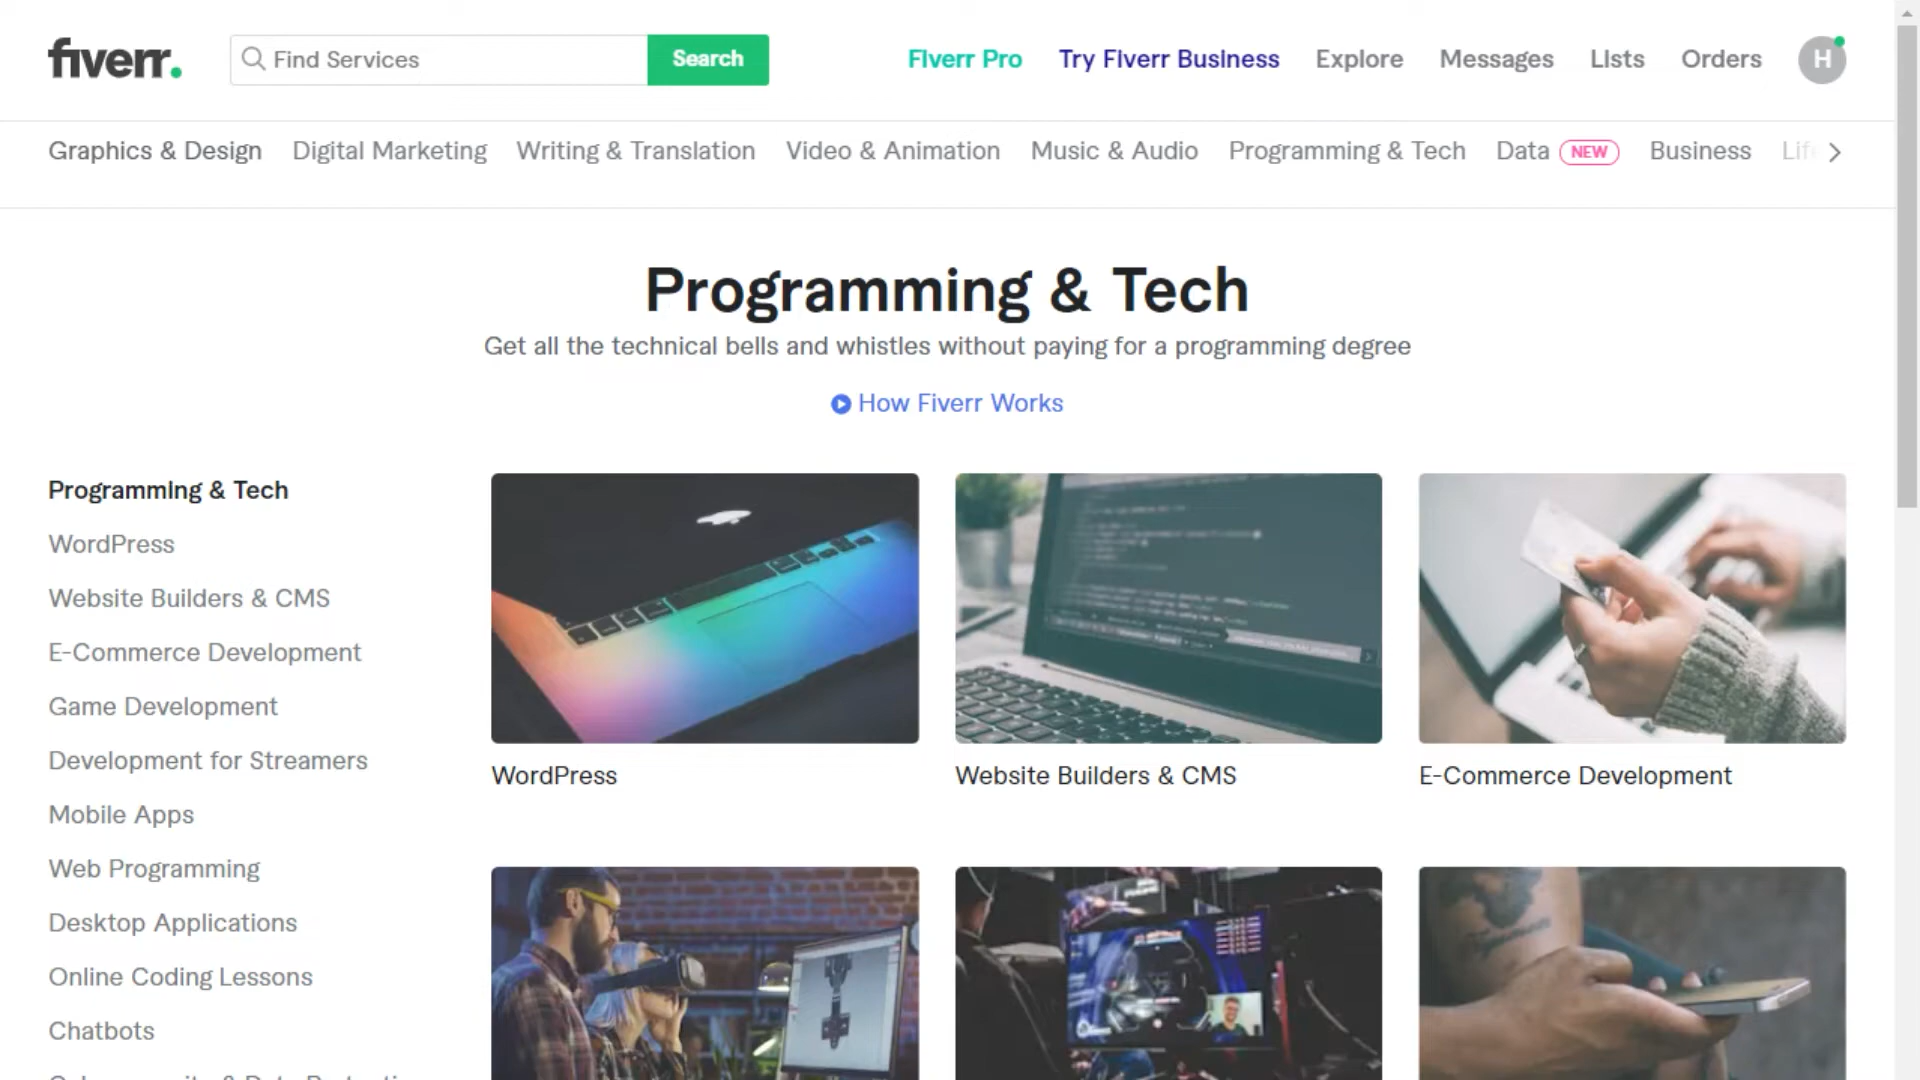 fiverr.
Find Services
Search
Fiverr Pro
Try Fiverr Business
Explore
Messages
Lists
Orders
H
Graphics & Design
Digital Marketing
Writing & Translation
Video & Animation
Music & Audio
Programming & Tech
Data NEW
Business
Programming & Tech
Get all the technical bells and whistles without paying for a programming degree
How Fiverr Works
Programming & Tech
WordPress
Website Builders & CMS
E-Commerce Development
Game Development
Development for Streamers
Mobile Apps
Web Programming
Desktop Applications
Online Coding Lessons
Chatbots
WordPress
Website Builders & CMS
E-Commerce Development